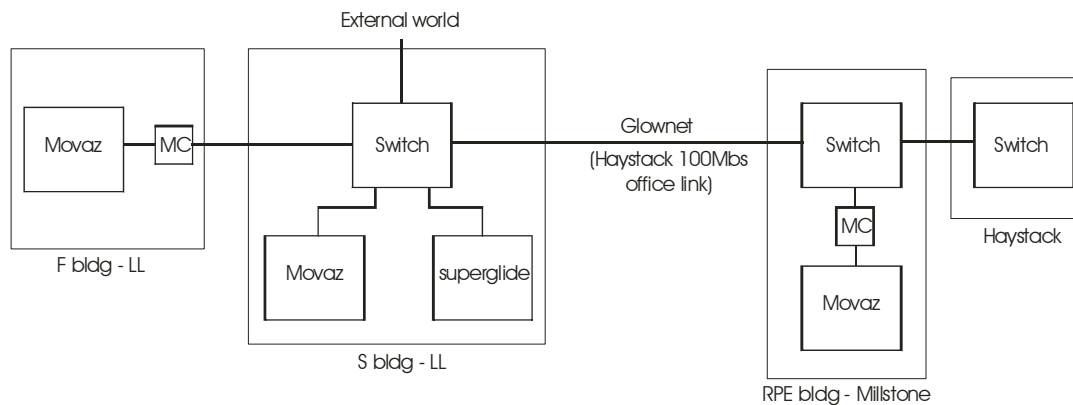 External world
Movaz
MC
Switch
Glownet
(Haystack 100Mbs
office link)
Switch
Switch
MC
Movaz
superglide
Movaz
Haystack
F bldg - LL
S bldg - LL
RPE bldg - Millstone